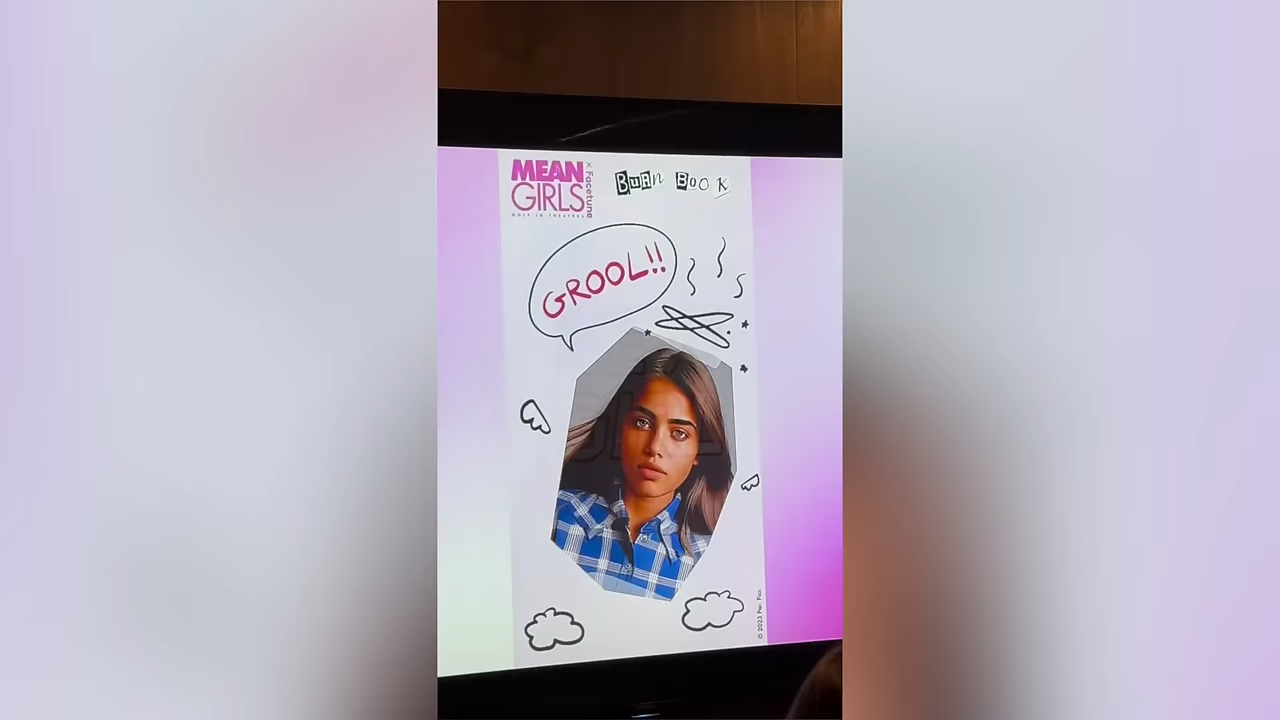 MEAN
GIRLS
ONLY IN THEATRES
x Facetune
BuRn BooK
GROOL!!
© 2023 Par. Pics.